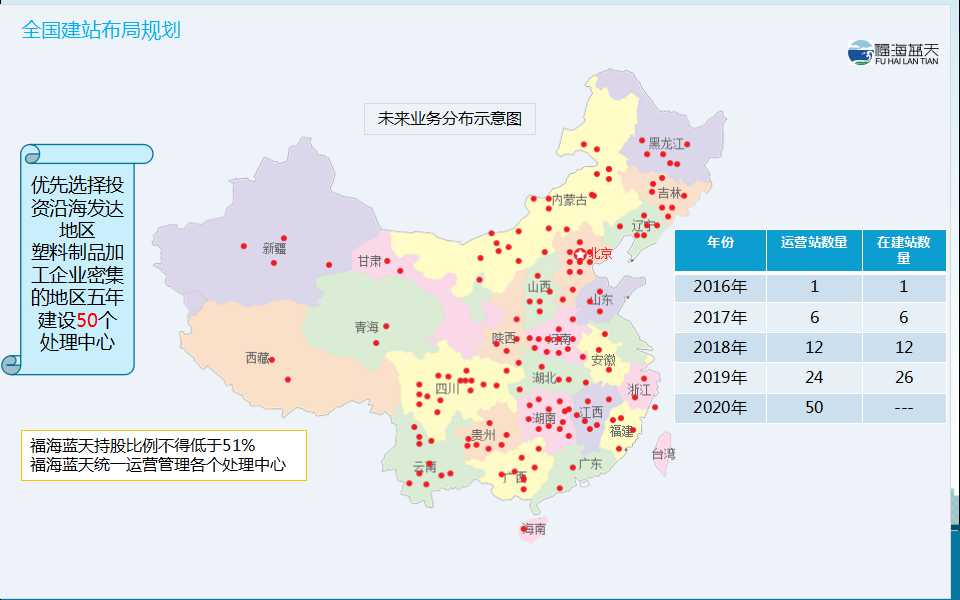 全国建站布局规划
福海蓝天
FU HAI LAN TIAN
未来业务分布示意图
优先选择投
资沿海发达
地区
塑料制品加
工企业密集
的地区五年
建设50个
处理中心
黑龙江
吉林
内蒙古
辽宁
新疆
甘肃
北京
山西
山东
青海
陕西
河南
西藏
安徽
四川
湖北
浙江
湖南
江西
贵州
福建
云南
广西
广东
台湾
海南
年份 运营站数量 在建站数
量
2016年 1 1
2017年 6 6
2018年 12 12
2019年 24 26
2020年 50 ---
福海蓝天持股比例不得低于51%
福海蓝天统一运营管理各个处理中心